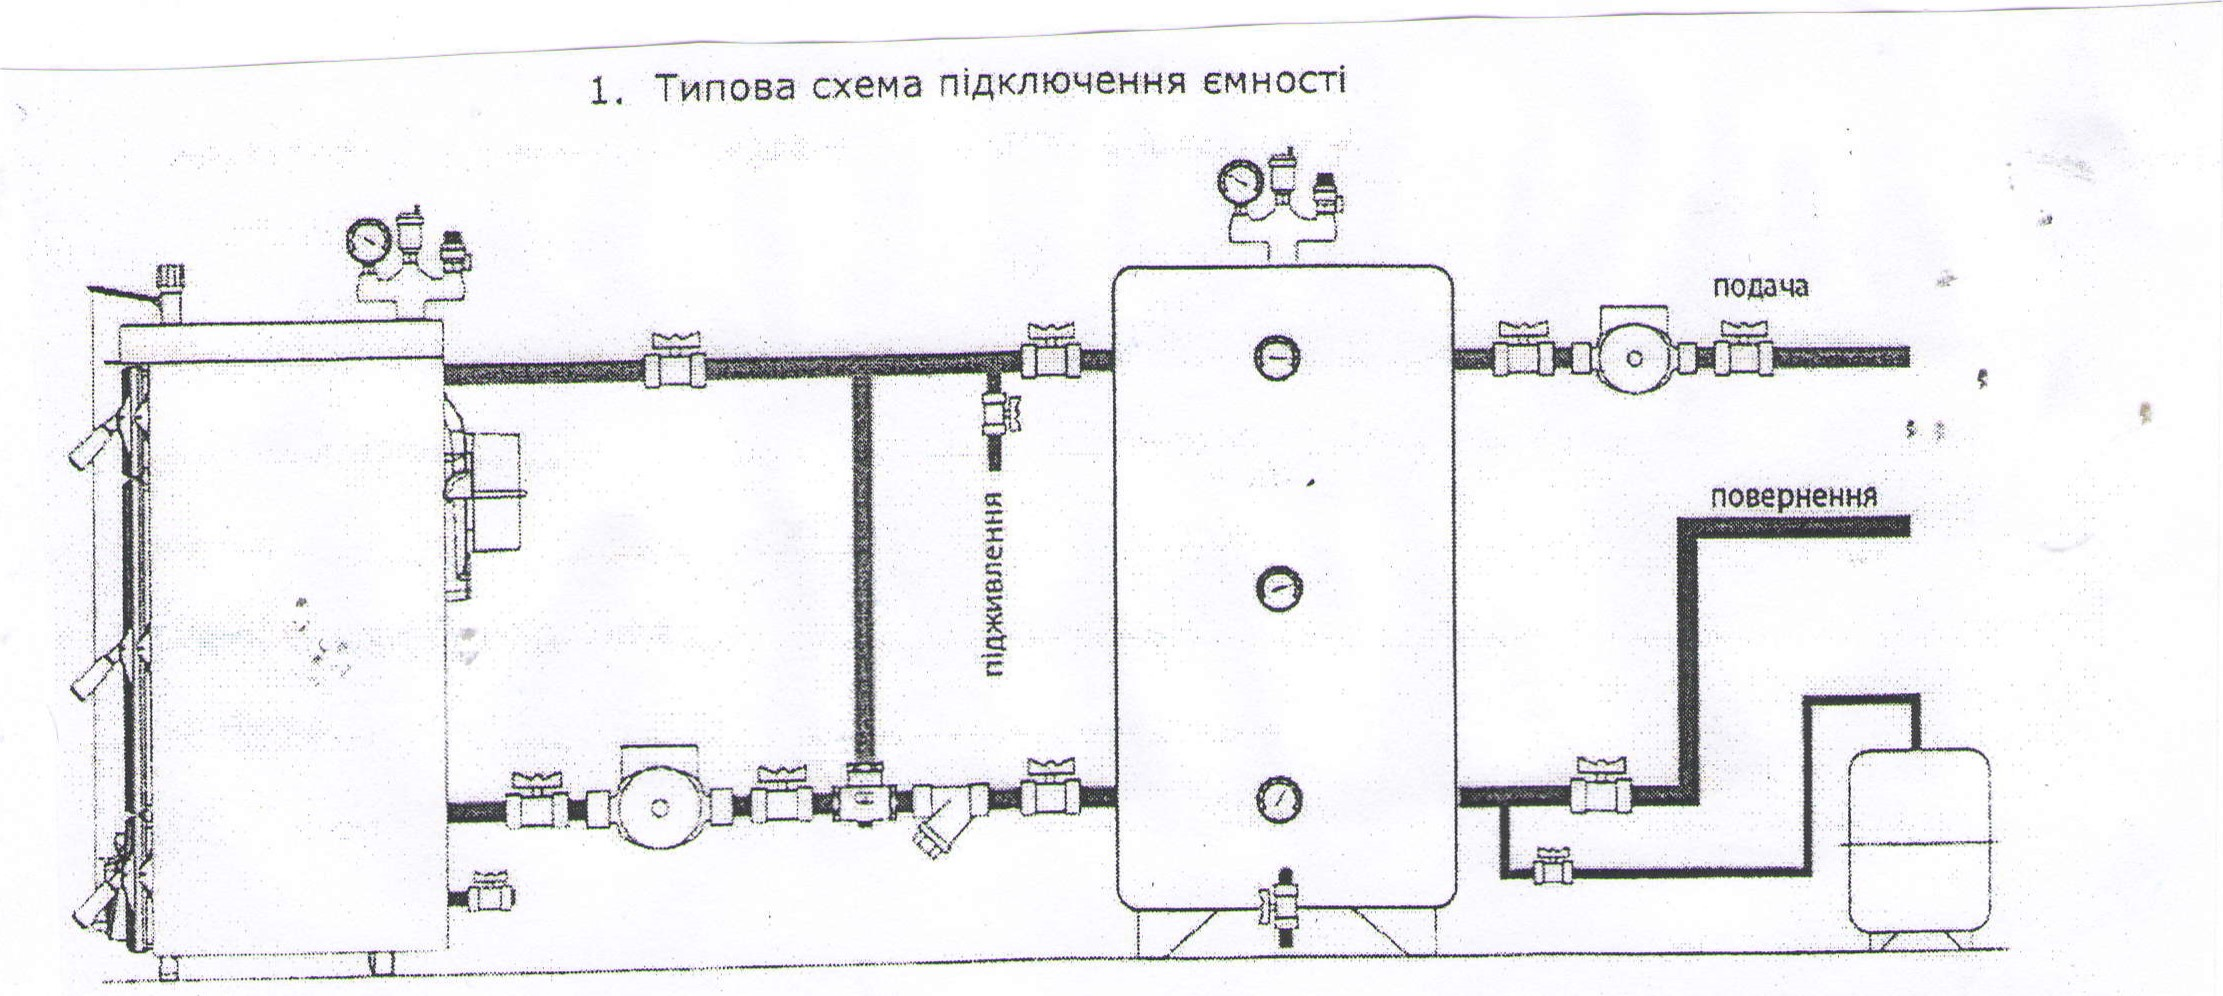 1. Типова схема підключення ємності
подача
повернення
підживлення